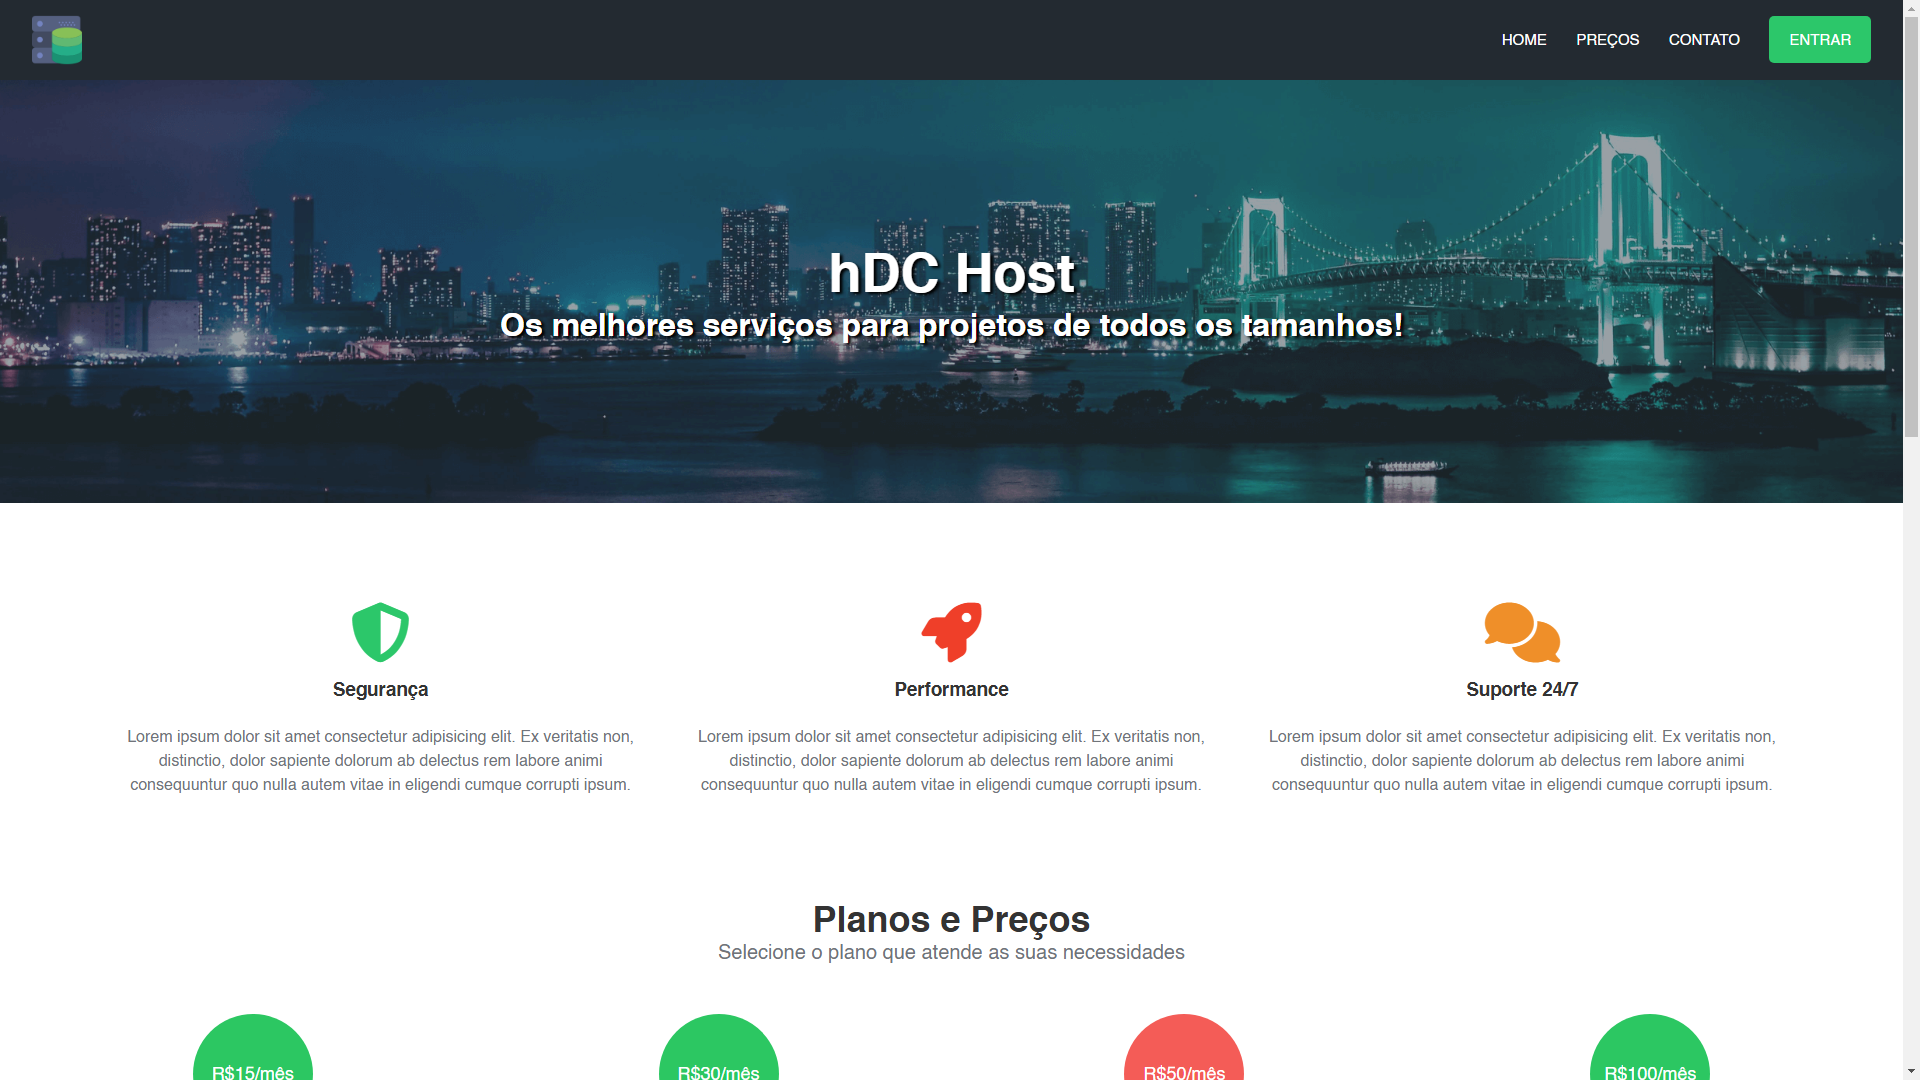 HOME PREÇOS CONTATO ENTRAR
hDC Host
Os melhores serviços para projetos de todos os tamanhos!
Segurança
Lorem ipsum dolor sit amet consectetur adipisicing elit. Ex veritatis non,
distinctio, dolor sapiente dolorum ab delectus rem labore animi
consequuntur quo nulla autem vitae in eligendi cumque corrupti ipsum.
Performance
Lorem ipsum dolor sit amet consectetur adipisicing elit. Ex veritatis non,
distinctio, dolor sapiente dolorum ab delectus rem labore animi
consequuntur quo nulla autem vitae in eligendi cumque corrupti ipsum.
Suporte 24/7
Lorem ipsum dolor sit amet consectetur adipisicing elit. Ex veritatis non,
distinctio, dolor sapiente dolorum ab delectus rem labore animi
consequuntur quo nulla autem vitae in eligendi cumque corrupti ipsum.
Planos e Preços
Selecione o plano que atende as suas necessidades
R$15/mês
R$30/mês
R$50/mês
R$100/mês